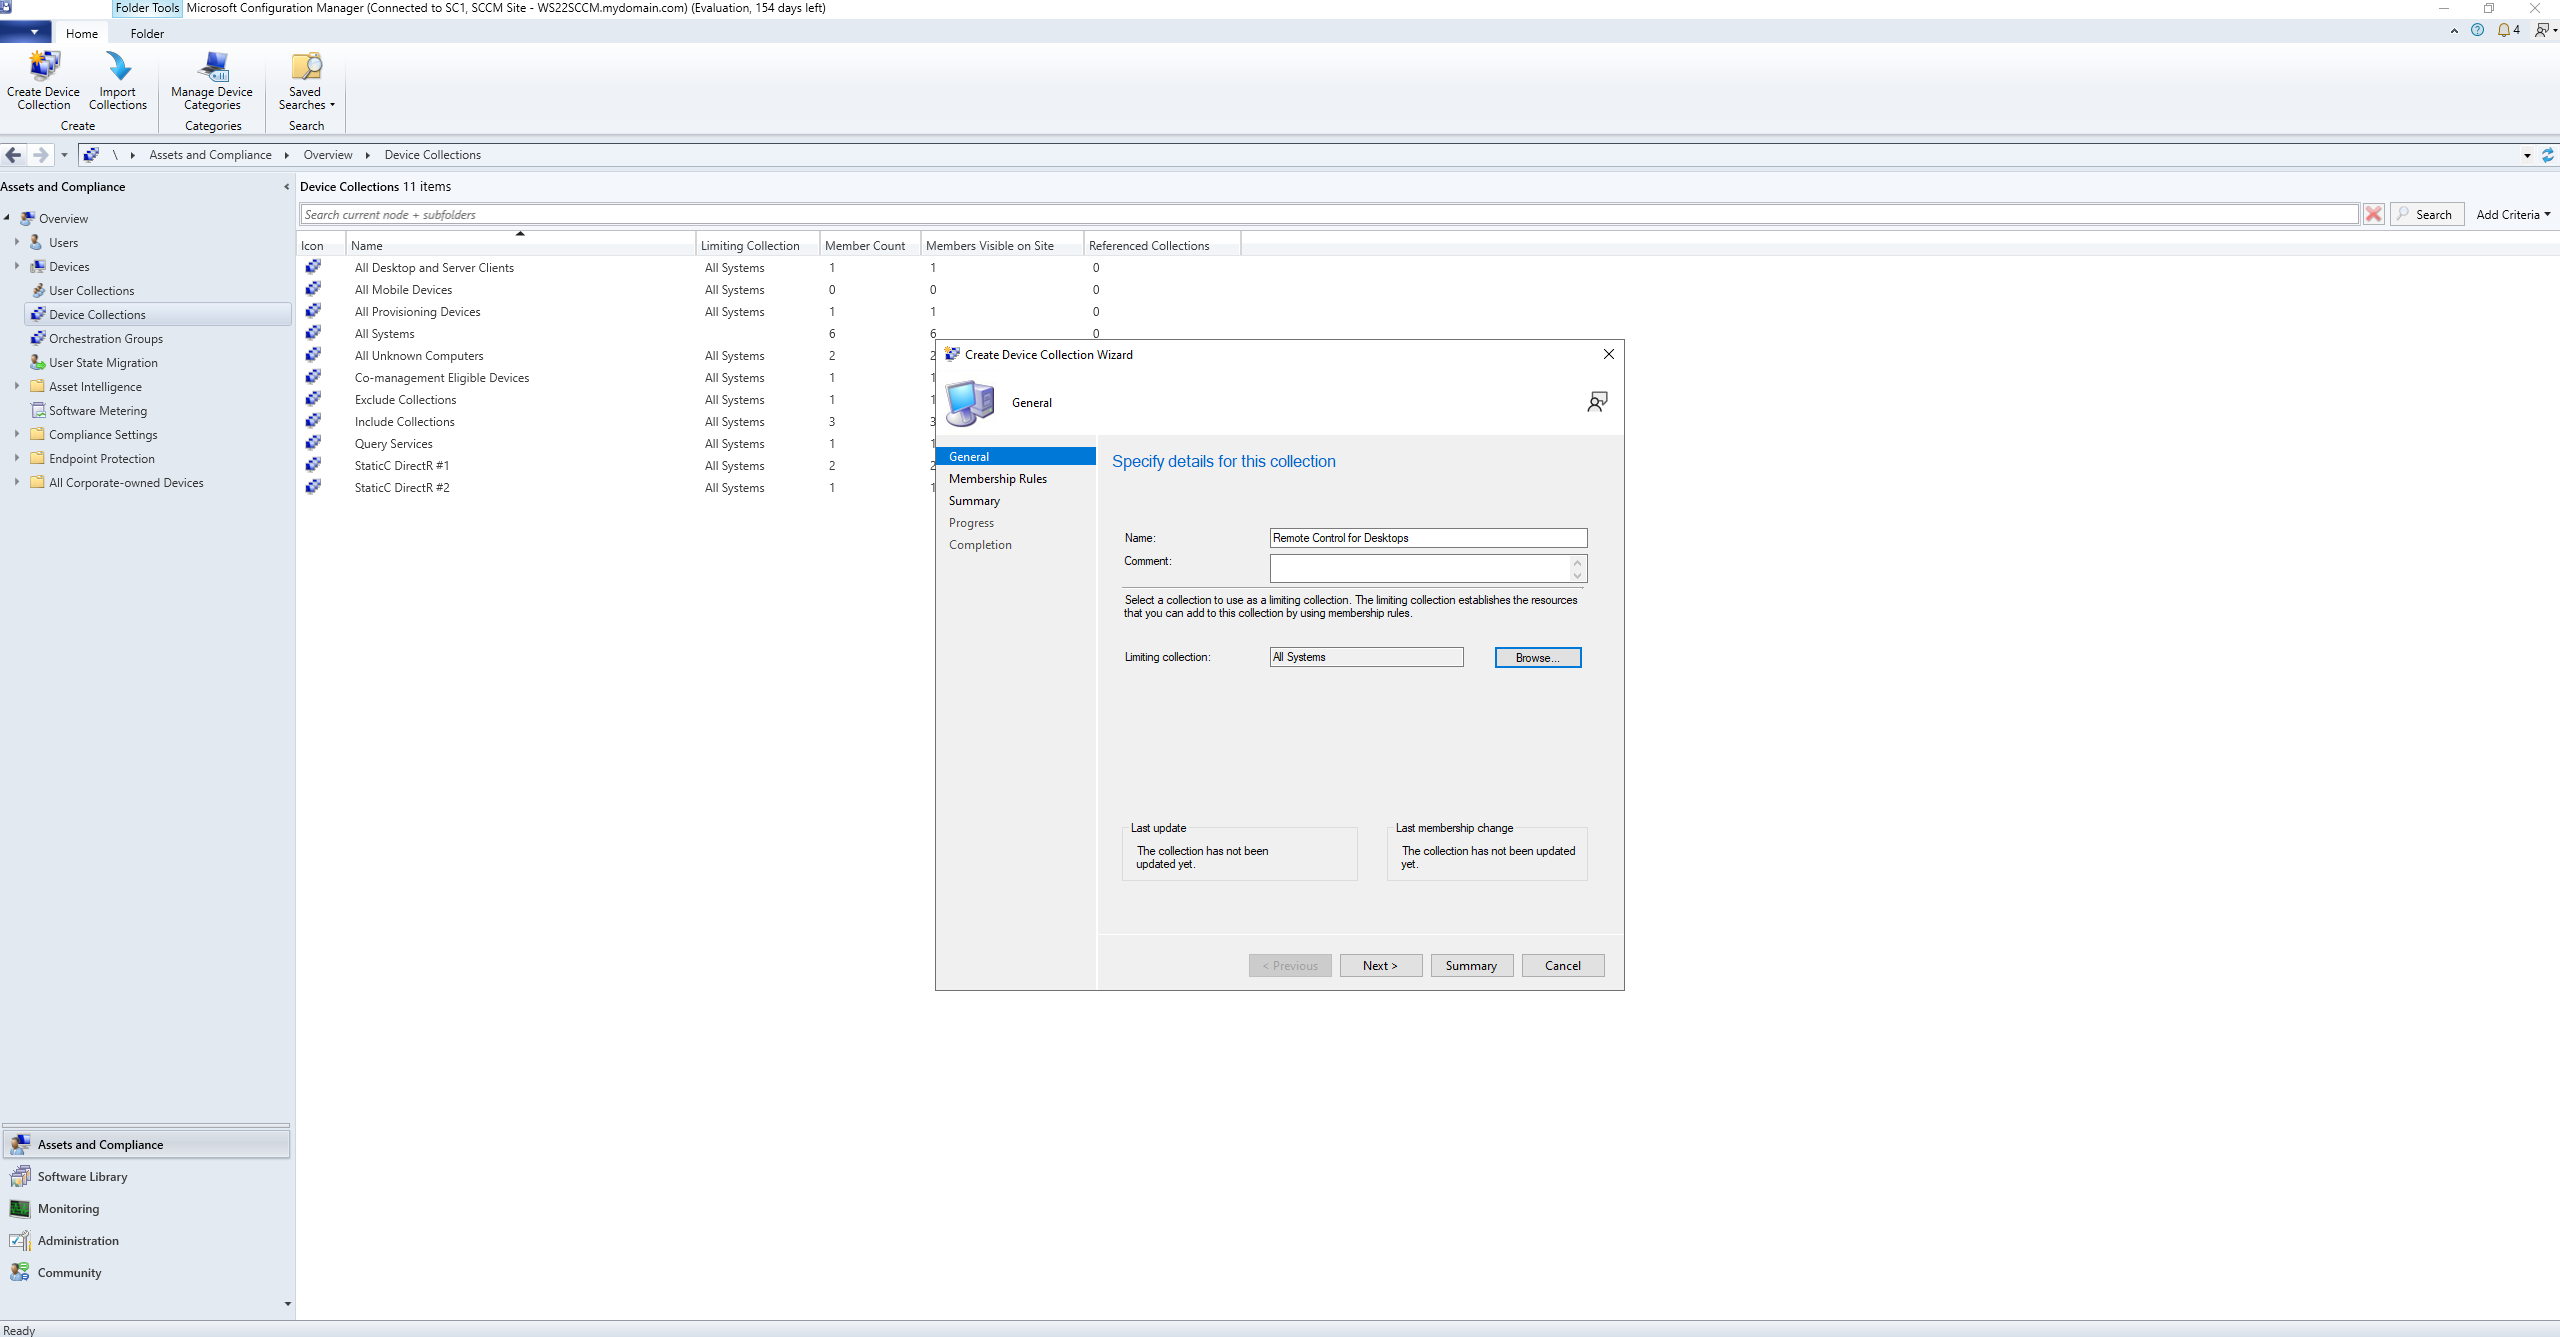 Folder Tools Microsoft Configuration Manager (Connected to SC1, SCCM Site - WS22SCCM.mydomain.com) (Evaluation, 154 days left)
Home Folder
4
Create Device Collection
Import Collections
Manage Device Categories
Saved Searches
Create Categories Search
\ Assets and Compliance Overview Device Collections
Assets and Compliance
Overview
Users
Devices
User Collections
Device Collections
Orchestration Groups
User State Migration
Asset Intelligence
Software Metering
Compliance Settings
Endpoint Protection
All Corporate-owned Devices
Assets and Compliance
Software Library
Monitoring
Administration
Community
Device Collections 11 items
Search current node + subfolders Search Add Criteria
Icon Name Limiting Collection Member Count Members Visible on Site Referenced Collections
All Desktop and Server Clients All Systems 1 1 0
All Mobile Devices All Systems 0 0 0
All Provisioning Devices All Systems 1 1 0
All Systems 6 6 0
All Unknown Computers All Systems 2 2
Co-management Eligible Devices All Systems 1 1
Exclude Collections All Systems 1 1
Include Collections All Systems 3 3
Query Services All Systems 1 1
StaticC DirectR #1 All Systems 2 2
StaticC DirectR #2 All Systems 1 1
Create Device Collection Wizard
General
General
Membership Rules
Summary
Progress
Completion
Specify details for this collection
Name: Remote Control for Desktops
Comment:
Select a collection to use as a limiting collection. The limiting collection establishes the resources
that you can add to this collection by using membership rules.
Limiting collection: All Systems Browse...
Last update
The collection has not been
updated yet.
Last membership change
The collection has not been updated
yet.
< Previous Next > Summary Cancel
Ready